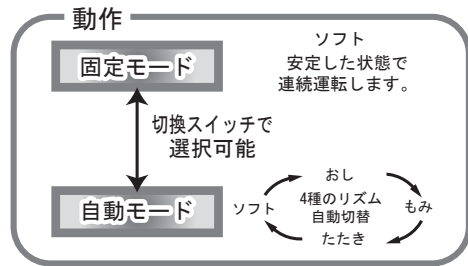 動作
固定モード
ソフト
安定した状態で
連続運転します。
切換スイッチで
選択可能
自動モード
ソフト
おし
4種のリズム
自動切替
もみ
たたき